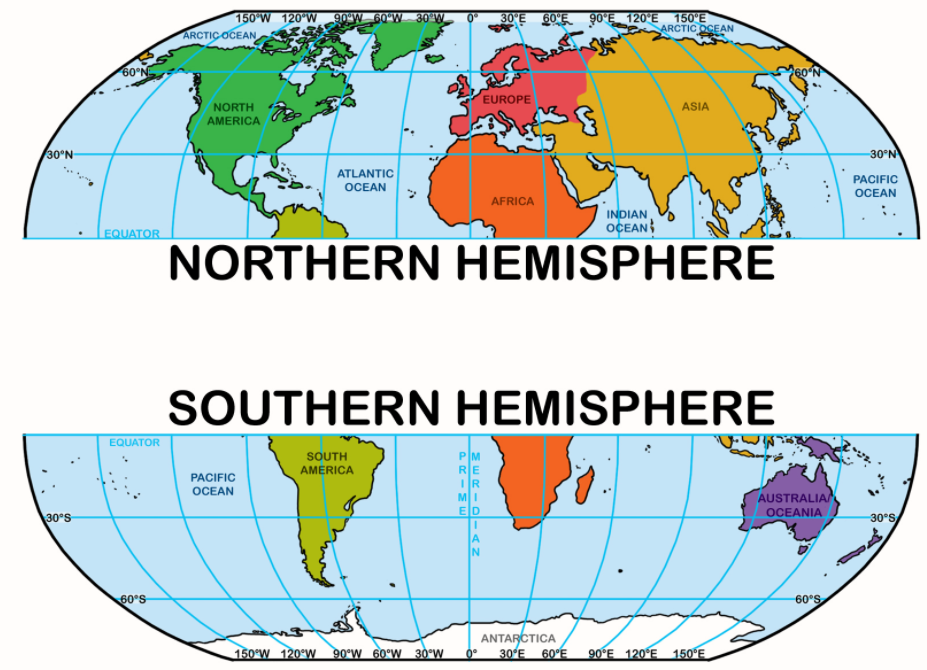 150°W 120°W 90°W 60°W 30°W 0° 30°E 60°E 90°E 120°E 150°E
ARCTIC OCEAN
ARCTIC OCEAN
60°N
60°N
NORTH
AMERICA
EUROPE
ASIA
30°N
30°N
ATLANTIC
OCEAN
PACIFIC
OCEAN
AFRICA
INDIAN
OCEAN
EQUATOR
NORTHERN HEMISPHERE
SOUTHERN HEMISPHERE
EQUATOR
SOUTH
AMERICA
PRIME
MERIDIAN
PACIFIC
OCEAN
AUSTRALIA/
OCEANIA
30°S
30°S
60°S
60°S
ANTARCTICA
150°W 120°W 90°W 60°W 30°W 0° 30°E 60°E 90°E 120°E 150°E